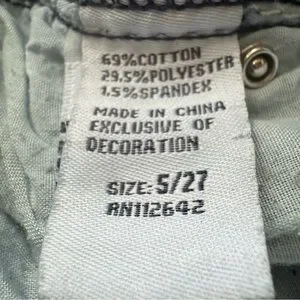 69%COTTON
29.5%POLYESTER
1.5%SPANDEX
MADE IN CHINA
EXCLUSIVE OF
DECORATION
SIZE: 5/27
RN112642